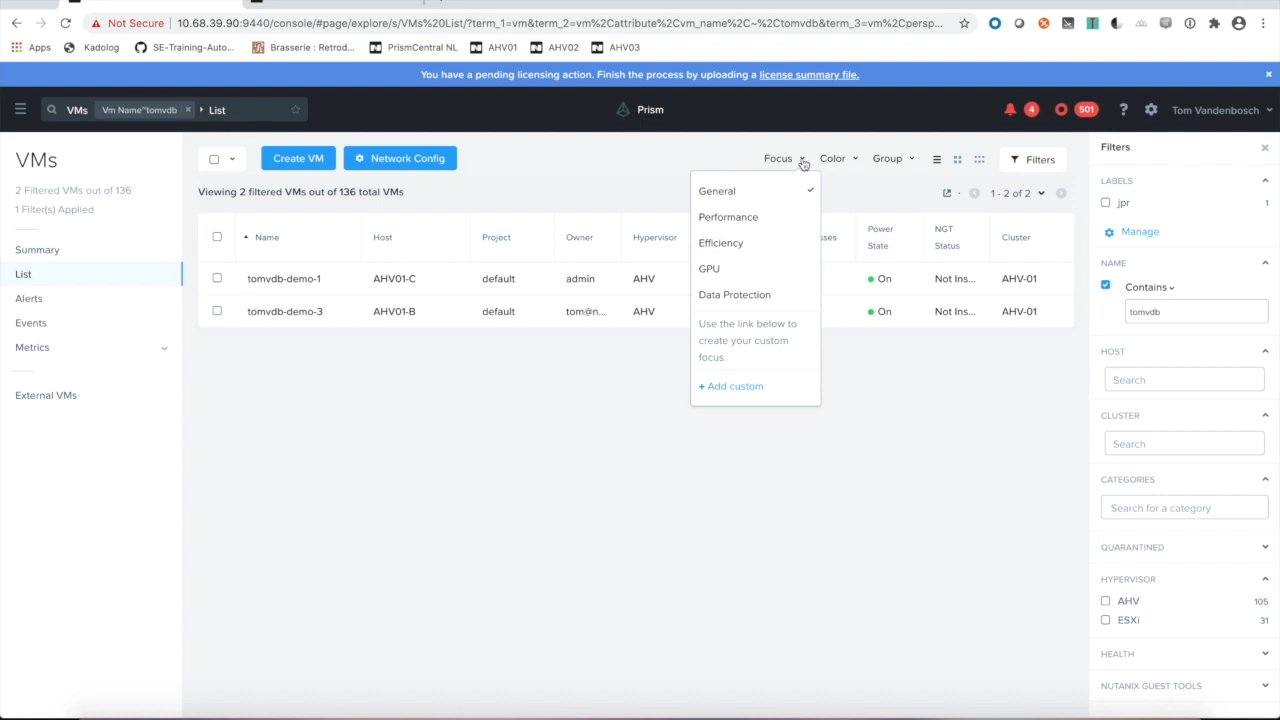 Not Secure
10.68.39.90:9440/console/#page/explore/s/VMs%20List/?term_1=vm&term_2=vm%2Cattribute%2Cvm_name%2C~%2Ctomvdb&term_3=vm%2Cpersp...
Apps Kadolog SE-Training-Auto... Brasserie : Retrod... PrismCentral NL AHV01 AHV02 AHV03
You have a pending licensing action. Finish the process by uploading a license summary file.
VMs Vm Name~tomvdb × List Prism 4 501 ? Tom Vandenbosch
VMs
2 Filtered VMs out of 136
1 Filter(s) Applied
Summary
List
Alerts
Events
Metrics
External VMs
Create VM Network Config Focus Color Group Filters
Viewing 2 filtered VMs out of 136 total VMs 1 - 2 of 2
Name Host Project Owner Hypervisor sses Power State NGT Status Cluster
tomvdb-demo-1 AHV01-C default admin AHV On Not Ins... AHV-01
tomvdb-demo-3 AHV01-B default tom@n... AHV On Not Ins... AHV-01
General
Performance
Efficiency
GPU
Data Protection
Use the link below to
create your custom
focus.
+ Add custom
Filters
LABELS
jpr 1
Manage
NAME
Contains
tomvdb
HOST
Search
CLUSTER
Search
CATEGORIES
Search for a category
QUARANTINED
HYPERVISOR
AHV 105
ESXi 31
HEALTH
NUTANIX GUEST TOOLS